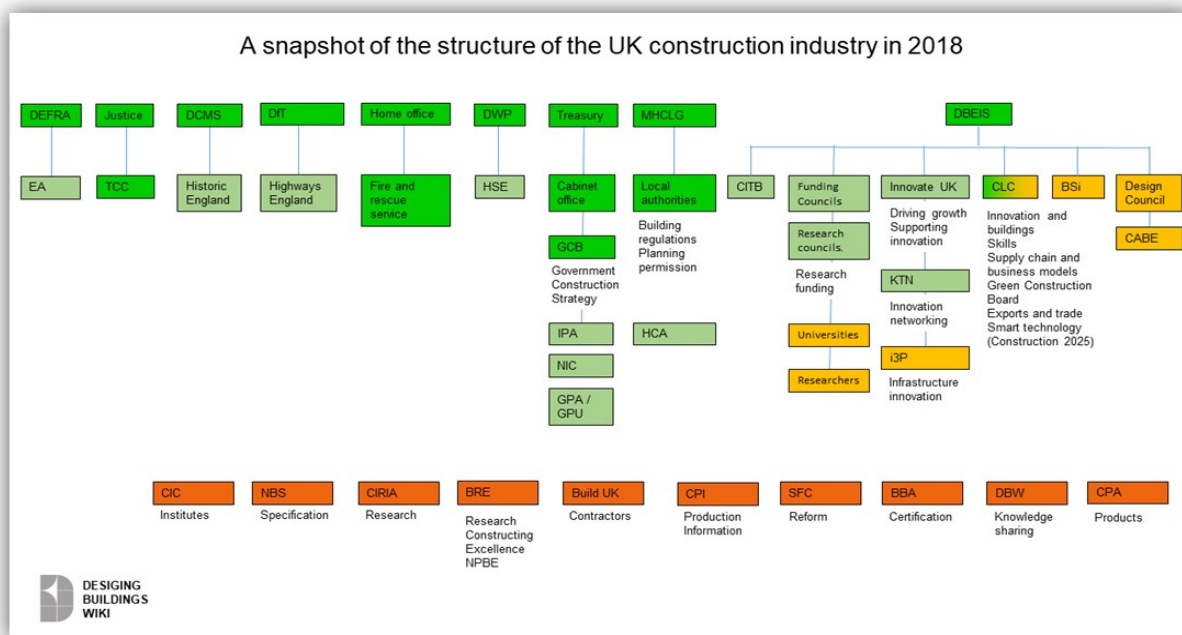 A snapshot of the structure of the UK construction industry in 2018
DEFRA
Justice
DCMS
DfT
Home office
DWP
Treasury
MHCLG
DBEIS
EA
TCC
Historic
England
Highways
England
Fire and
rescue
service
HSE
Cabinet
office
Local
authorities
CITB
Funding
Councils
Innovate UK
CLC
BSi
Design
Council
Building
regulations
Planning
permission
GCB
Government
Construction
Strategy
Research
councils.
Research
funding
Driving growth
Supporting
innovation
KTN
Innovation
networking
Innovation and
buildings
Skills
Supply chain and
business models
Green Construction
Board
Exports and trade
Smart technology
(Construction 2025)
CABE
IPA
HCA
NIC
GPA /
GPU
Universities
Researchers
i3P
Infrastructure
innovation
CIC
Institutes
NBS
Specification
CIRIA
Research
BRE
Research
Constructing
Excellence
NPBE
Build UK
Contractors
CPI
Production
Information
SFC
Reform
BBA
Certification
DBW
Knowledge
sharing
CPA
Products
DESIGING
BUILDINGS
WIKI